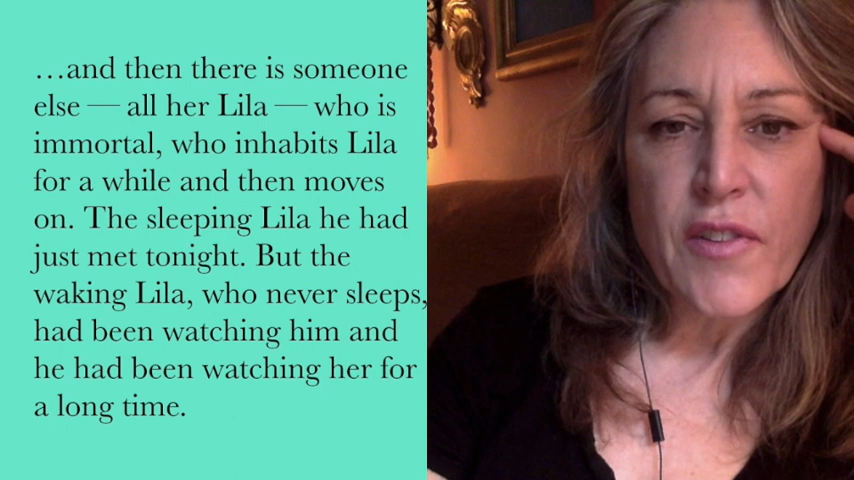 …and then there is someone
else — all her Lila — who is
immortal, who inhabits Lila
for a while and then moves
on. The sleeping Lila he had
just met tonight. But the
waking Lila, who never sleeps,
had been watching him and
he had been watching her for
a long time.